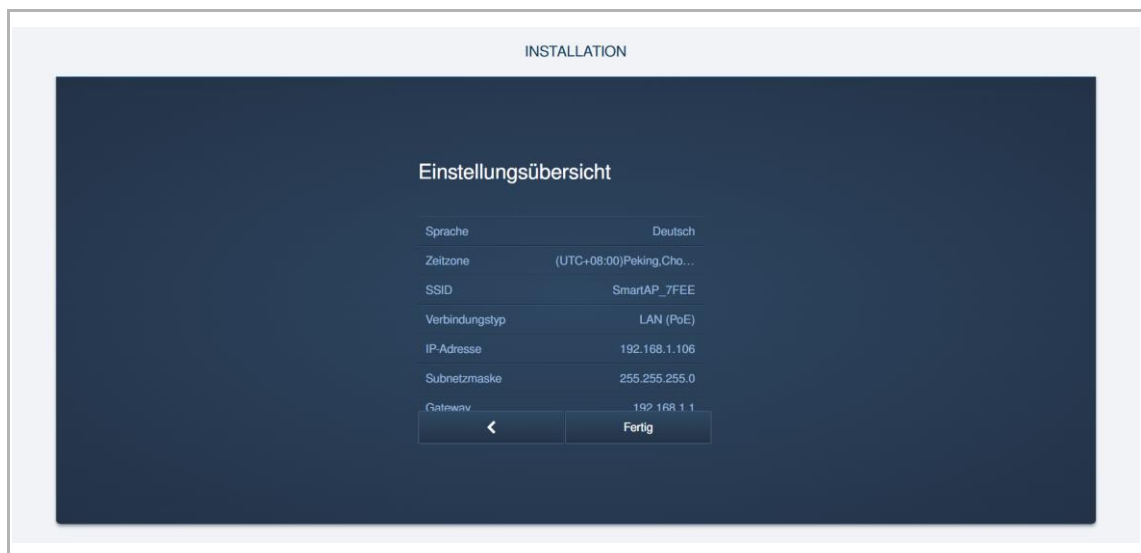 INSTALLATION
Einstellungsübersicht
Sprache Deutsch
Zeitzone (UTC+08:00)Peking,Cho...
SSID SmartAP_7FEE
Verbindungstyp LAN (PoE)
IP-Adresse 192.168.1.106
Subnetzmaske 255.255.255.0
Gateway 192.168.1.1
Fertig